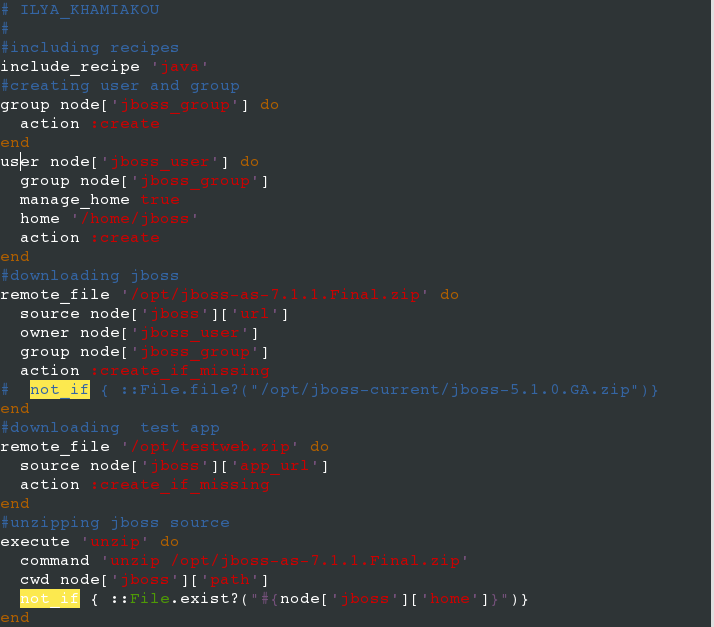 # ILYA_KHAMIAKOU
#
#including recipes
include_recipe 'java'
#creating user and group
group node['jboss_group'] do
  action :create
end
user node['jboss_user'] do
  group node['jboss_group']
  manage_home true
  home '/home/jboss'
  action :create
end
#downloading jboss
remote_file '/opt/jboss-as-7.1.1.Final.zip' do
  source node['jboss']['url']
  owner node['jboss_user']
  group node['jboss_group']
  action :create_if_missing
#  not_if { ::File.file?("/opt/jboss-current/jboss-5.1.0.GA.zip")}
end
#downloading  test app
remote_file '/opt/testweb.zip' do
  source node['jboss']['app_url']
  action :create_if_missing
end
#unzipping jboss source
execute 'unzip' do
  command 'unzip /opt/jboss-as-7.1.1.Final.zip'
  cwd node['jboss']['path']
  not_if { ::File.exist?("#{node['jboss']['home']}")}
end